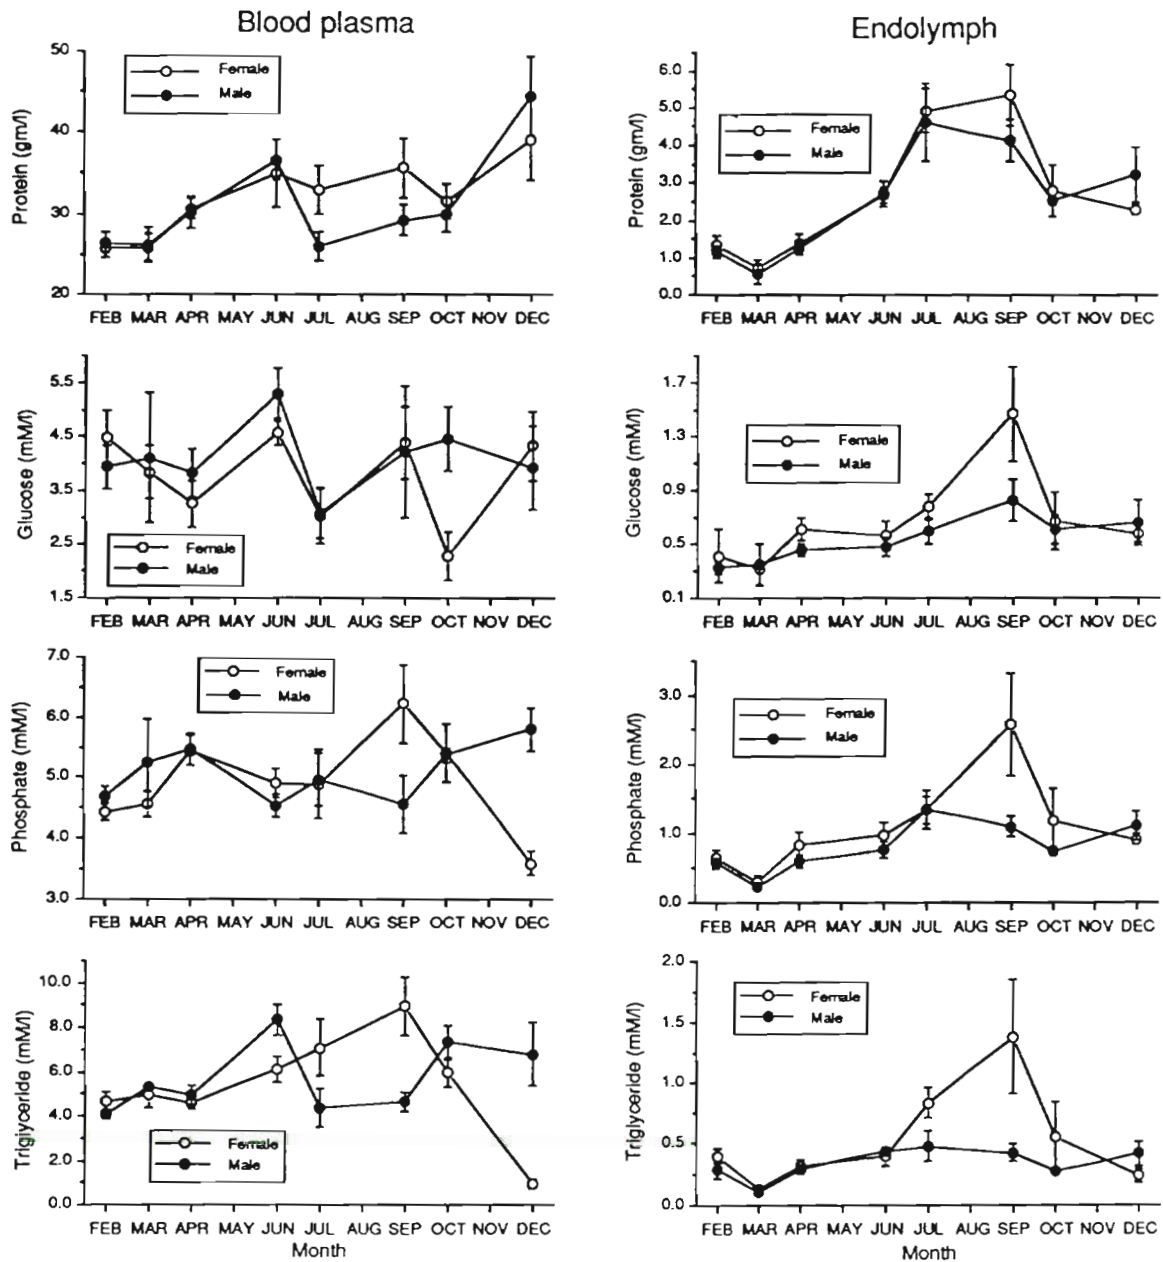 Blood plasma
Endolymph
Protein (gm/l)
50
40
30
20
Female
Male
FEB MAR APR MAY JUN JUL AUG SEP OCT NOV DEC
Protein (gm/l)
6.0
5.0
4.0
3.0
2.0
1.0
0.0
Female
Male
FEB MAR APR MAY JUN JUL AUG SEP OCT NOV DEC
Glucose (mM/l)
5.5
4.5
3.5
2.5
1.5
Female
Male
FEB MAR APR MAY JUN JUL AUG SEP OCT NOV DEC
Glucose (mM/l)
1.7
1.3
0.9
0.5
0.1
Female
Male
FEB MAR APR MAY JUN JUL AUG SEP OCT NOV DEC
Phosphate (mM/l)
7.0
6.0
5.0
4.0
3.0
Female
Male
FEB MAR APR MAY JUN JUL AUG SEP OCT NOV DEC
Phosphate (mM/l)
3.0
2.0
1.0
0.0
Female
Male
FEB MAR APR MAY JUN JUL AUG SEP OCT NOV DEC
Triglyceride (mM/l)
10.0
8.0
6.0
4.0
2.0
0.0
Female
Male
FEB MAR APR MAY JUN JUL AUG SEP OCT NOV DEC
Month
Triglyceride (mM/l)
2.0
1.5
1.0
0.5
0.0
Female
Male
FEB MAR APR MAY JUN JUL AUG SEP OCT NOV DEC
Month